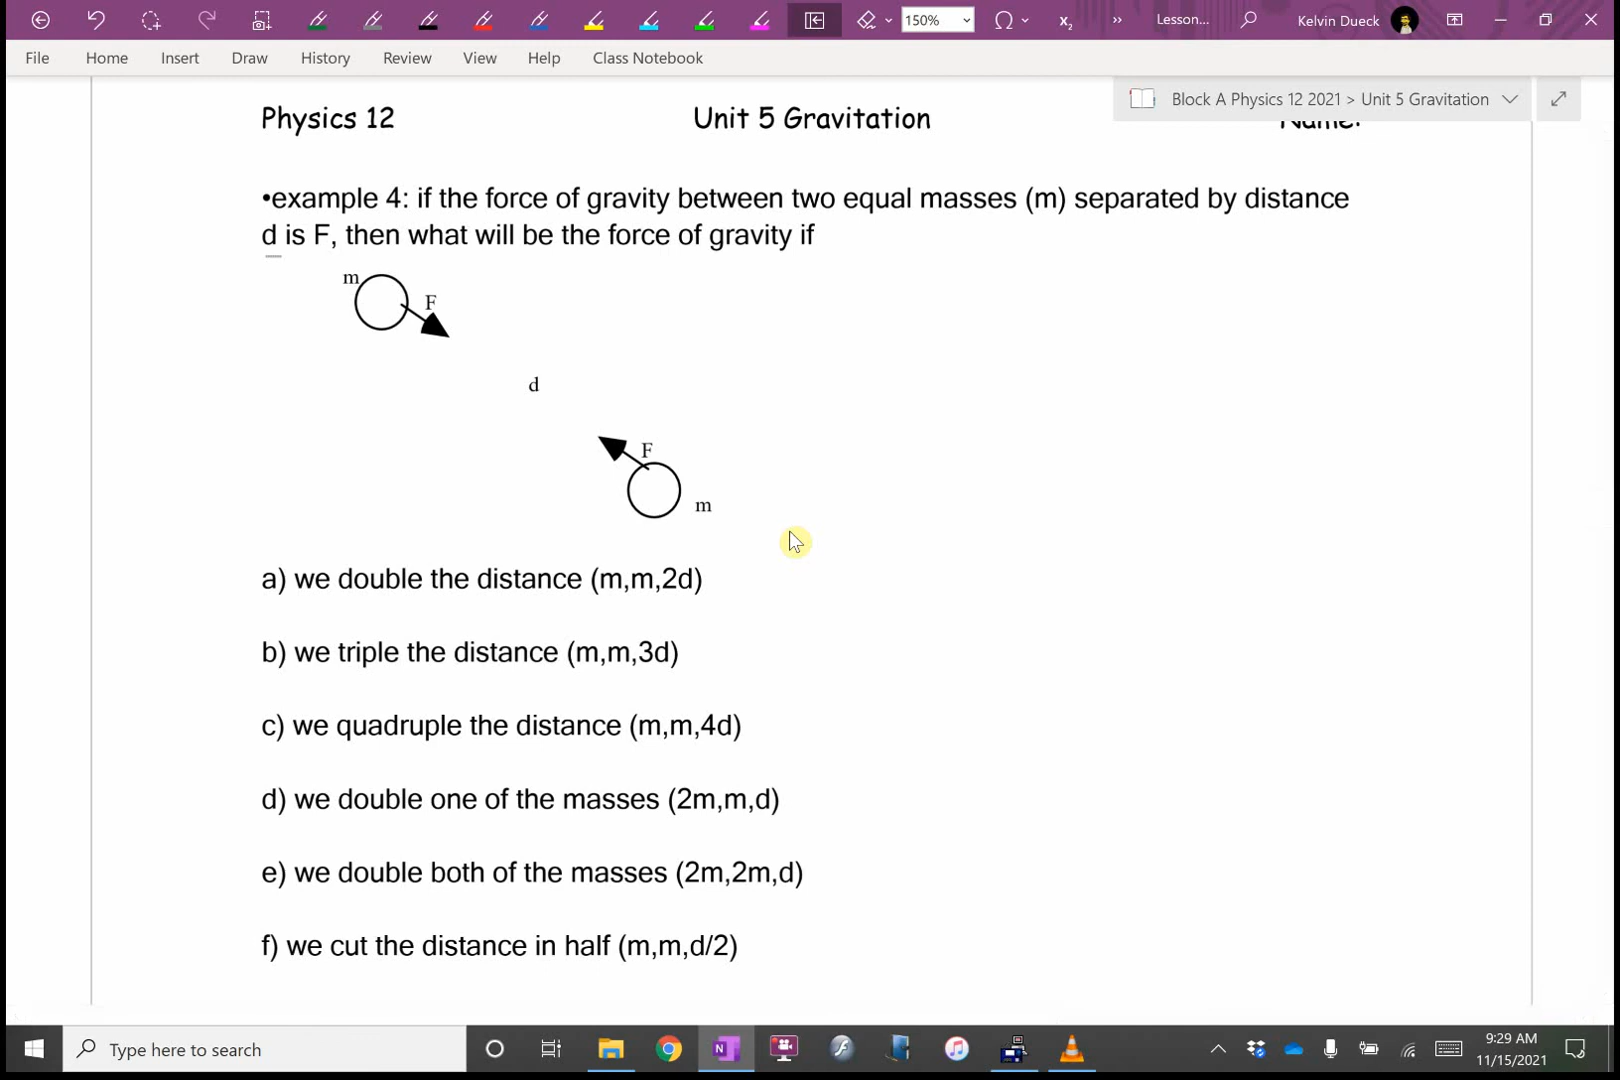 150%
Ω
x₂
Lesson...
Kelvin Dueck
File
Home
Insert
Draw
History
Review
View
Help
Class Notebook
Block A Physics 12 2021 > Unit 5 Gravitation
Physics 12
Unit 5 Gravitation
Name:
•example 4: if the force of gravity between two equal masses (m) separated by distance
d is F, then what will be the force of gravity if
m
F
d
F
m
a) we double the distance (m,m,2d)
b) we triple the distance (m,m,3d)
c) we quadruple the distance (m,m,4d)
d) we double one of the masses (2m,m,d)
e) we double both of the masses (2m,2m,d)
f) we cut the distance in half (m,m,d/2)
Type here to search
9:29 AM
11/15/2021